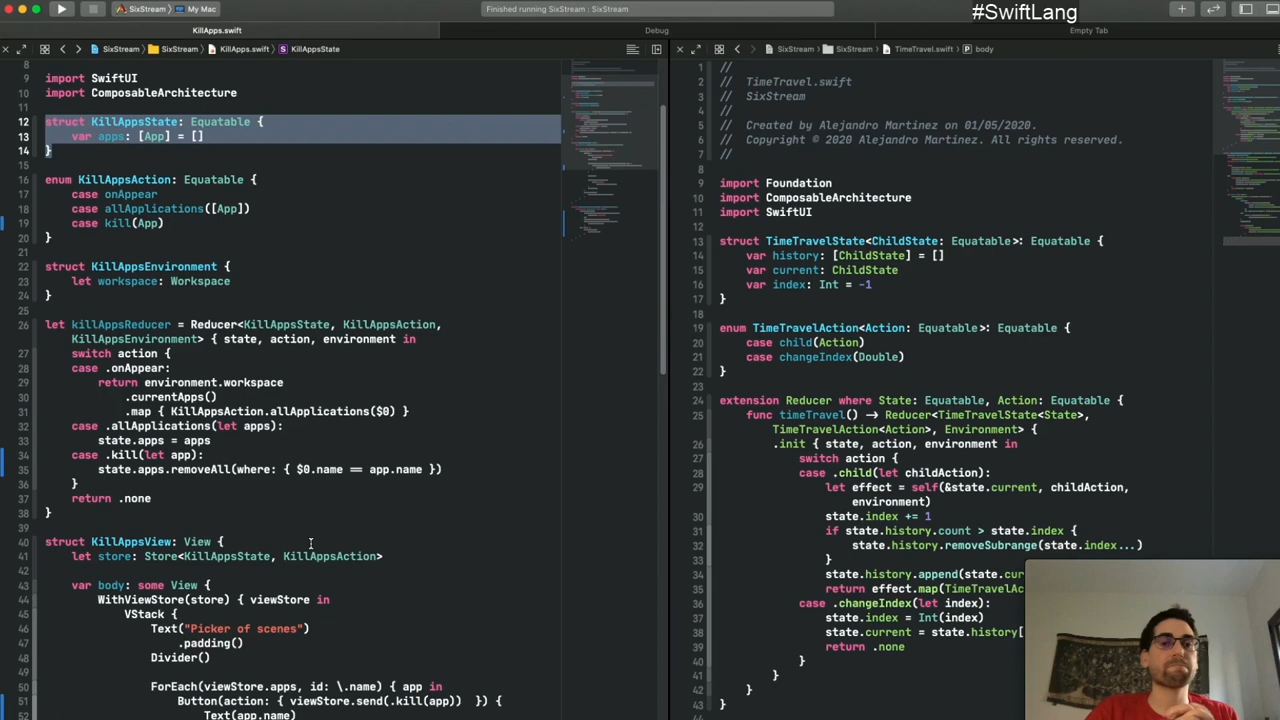 SixStream
My Mac
Finished running SixStream : SixStream
#SwiftLang
KillApps.swift
Debug
Empty Tab
SixStream SixStream KillApps.swift S KillAppsState
SixStream SixStream TimeTravel.swift P body
8
9 import SwiftUI
10 import ComposableArchitecture
11
12 struct KillAppsState: Equatable {
13 var apps: [App] = []
14 }
15
16 enum KillAppsAction: Equatable {
17 case onAppear
18 case allApplications([App])
19 case kill(App)
20 }
21
22 struct KillAppsEnvironment {
23 let workspace: Workspace
24 }
25
26 let killAppsReducer = Reducer<KillAppsState, KillAppsAction,
KillAppsEnvironment> { state, action, environment in
27 switch action {
28 case .onAppear:
29 return environment.workspace
30 .currentApps()
31 .map { KillAppsAction.allApplications($0) }
32 case .allApplications(let apps):
33 state.apps = apps
34 case .kill(let app):
35 state.apps.removeAll(where: { $0.name == app.name })
36 }
37 return .none
38 }
39
40 struct KillAppsView: View {
41 let store: Store<KillAppsState, KillAppsAction>
42
43 var body: some View {
44 WithViewStore(store) { viewStore in
45 VStack {
46 Text("Picker of scenes")
47 .padding()
48 Divider()
49
50 ForEach(viewStore.apps, id: \.name) { app in
51 Button(action: { viewStore.send(.kill(app)) }) {
52 Text(app.name)
1 //
2 // TimeTravel.swift
3 // SixStream
4 //
5 // Created by Alejandro Martinez on 01/05/2020.
6 // Copyright © 2020 Alejandro Martinez. All rights reserved.
7 //
8
9 import Foundation
10 import ComposableArchitecture
11 import SwiftUI
12
13 struct TimeTravelState<ChildState: Equatable>: Equatable {
14 var history: [ChildState] = []
15 var current: ChildState
16 var index: Int = -1
17 }
18
19 enum TimeTravelAction<Action: Equatable>: Equatable {
20 case child(Action)
21 case changeIndex(Double)
22 }
23
24 extension Reducer where State: Equatable, Action: Equatable {
25 func timeTravel() -> Reducer<TimeTravelState<State>,
TimeTravelAction<Action>, Environment> {
26 .init { state, action, environment in
27 switch action {
28 case .child(let childAction):
29 let effect = self(&state.current, childAction,
environment)
30 state.index += 1
31 if state.history.count > state.index {
32 state.history.removeSubrange(state.index...)
33 }
34 state.history.append(state.cur
35 return effect.map(TimeTravelAc
36 case .changeIndex(let index):
37 state.index = Int(index)
38 state.current = state.history[
39 return .none
40 }
41 }
42 }
43 }